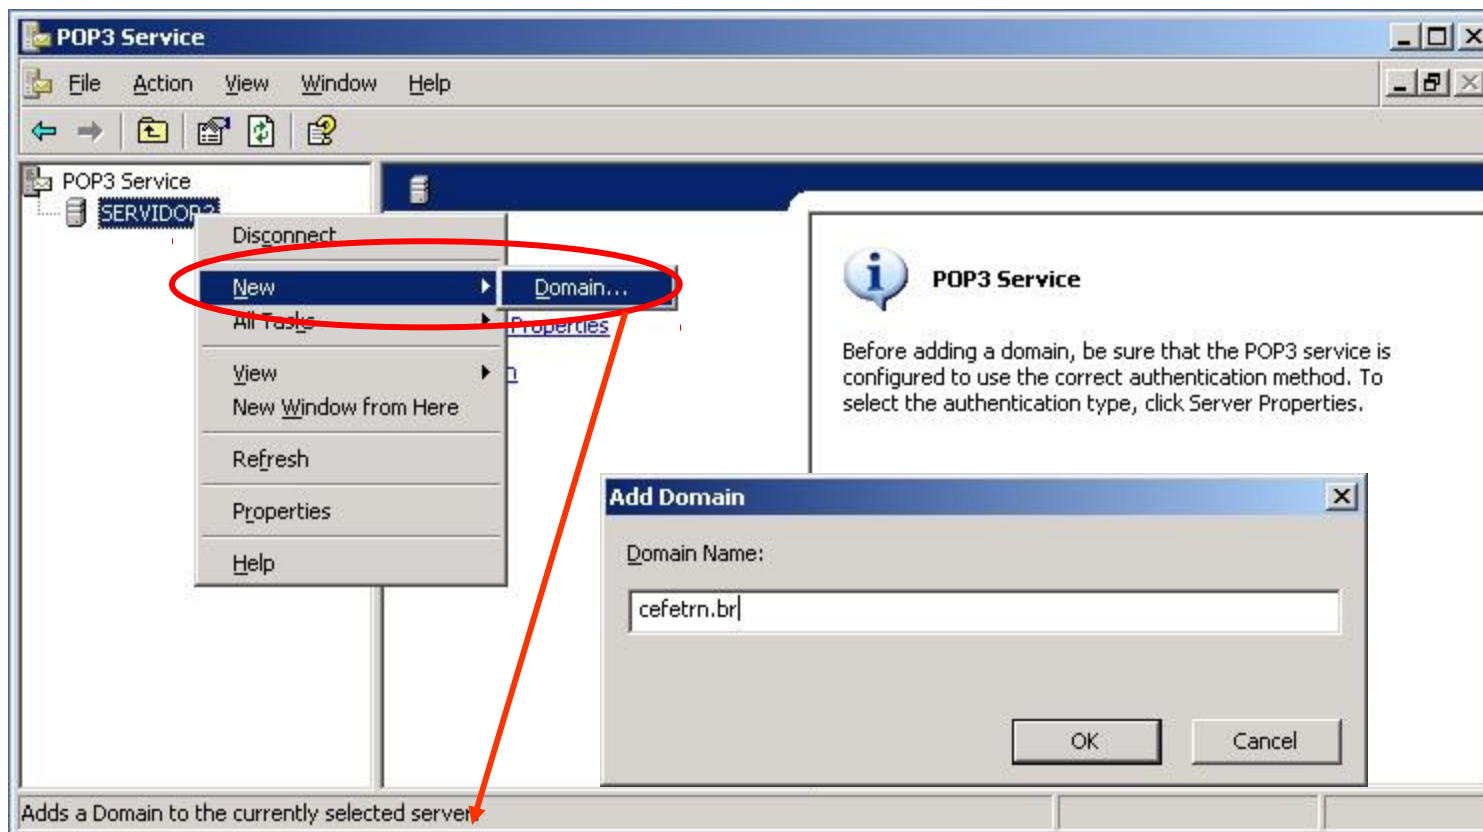 POP3 Service
File Action View Window Help
POP3 Service
SERVIDOR2
Disconnect
New
Domain...
All Tasks
Properties
View
New Window from Here
Refresh
Properties
Help
POP3 Service
Before adding a domain, be sure that the POP3 service is
configured to use the correct authentication method. To
select the authentication type, click Server Properties.
Add Domain
Domain Name:
cefetrn.br
OK Cancel
Adds a Domain to the currently selected server.